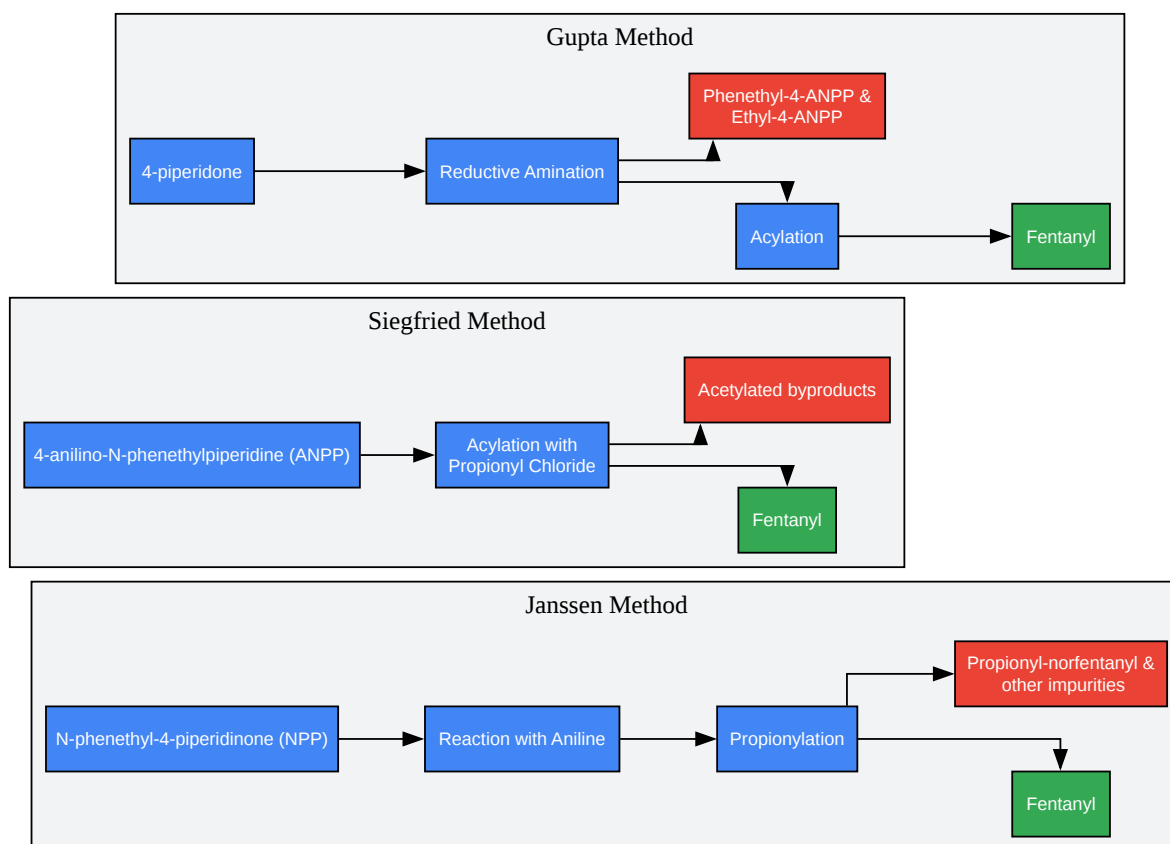 Gupta Method
Phenethyl-4-ANPP &
Ethyl-4-ANPP
4-piperidone
Reductive Amination
Acylation
Fentanyl
Siegfried Method
Acetylated byproducts
4-anilino-N-phenethylpiperidine (ANPP)
Acylation with
Propionyl Chloride
Fentanyl
Janssen Method
Propionyl-norfentanyl &
other impurities
N-phenethyl-4-piperidinone (NPP)
Reaction with Aniline
Propionylation
Fentanyl